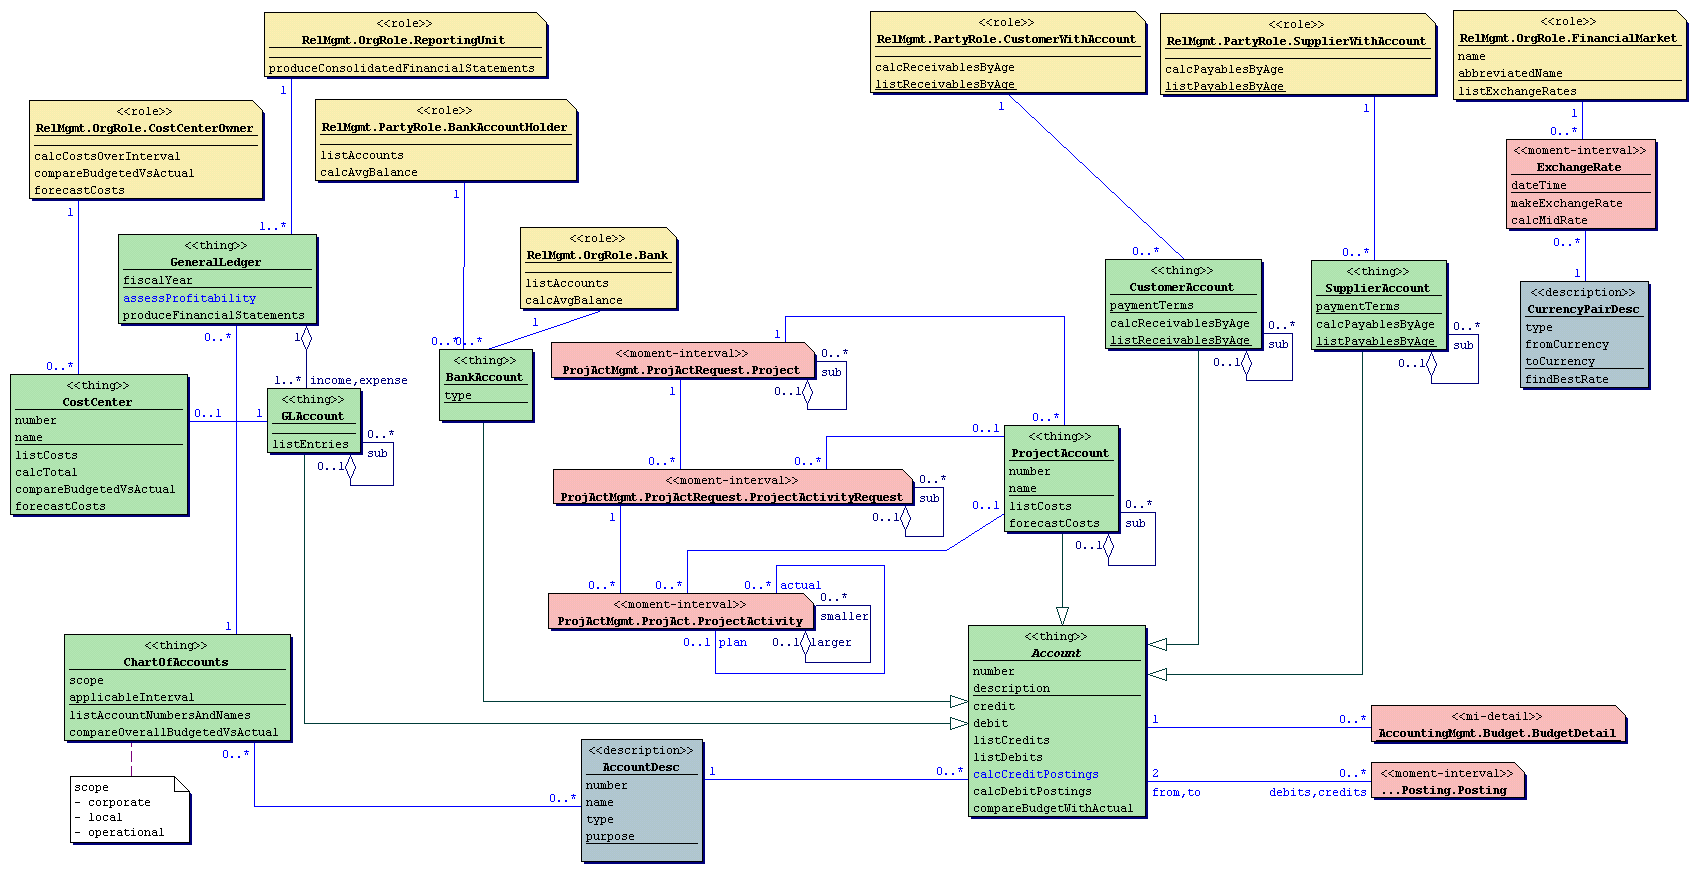 <<role>>
RelMgmt.OrgRole.ReportingUnit
produceConsolidatedFinancialStatements
1
1..*
<<role>>
RelMgmt.PartyRole.CustomerWithAccount
calcReceivablesByAge
listReceivablesByAge
1
0..*
<<role>>
RelMgmt.PartyRole.SupplierWithAccount
calcPayablesByAge
listPayablesByAge
1
0..*
<<role>>
RelMgmt.OrgRole.FinancialMarket
name
abbreviatedName
listExchangeRates
1
0..*
<<role>>
RelMgmt.OrgRole.CostCenterOwner
calcCostsOverInterval
compareBudgetedVsActual
forecastCosts
1
0..*
<<role>>
RelMgmt.PartyRole.BankAccountHolder
listAccounts
calcAvgBalance
1
0..*
<<moment-interval>>
ExchangeRate
dateTime
makeExchangeRate
calcMidRate
0..*
1
<<thing>>
GeneralLedger
fiscalYear
assessProfitability
produceFinancialStatements
0..*
1
1..* income,expense
<<role>>
RelMgmt.OrgRole.Bank
listAccounts
calcAvgBalance
1
0..*
<<thing>>
CustomerAccount
paymentTerms
calcReceivablesByAge
listReceivablesByAge
0..*
sub
0..1
<<thing>>
SupplierAccount
paymentTerms
calcPayablesByAge
listPayablesByAge
0..*
sub
0..1
<<description>>
CurrencyPairDesc
type
fromCurrency
toCurrency
findBestRate
<<thing>>
CostCenter
number
name
listCosts
calcTotal
compareBudgetedVsActual
forecastCosts
0..1
1
<<thing>>
GLAccount
listEntries
0..*
sub
0..1
<<thing>>
BankAccount
type
<<moment-interval>>
ProjActMgmt.ProjActRequest.Project
1
0..*
sub
0..1
1
0..*
0..*
<<moment-interval>>
ProjActMgmt.ProjActRequest.ProjectActivityRequest
0..*
sub
0..1
1
0..*
0..*
0..1
0..1
0..*
<<thing>>
ProjectAccount
number
name
listCosts
forecastCosts
0..*
sub
0..1
0..* actual
<<moment-interval>>
ProjActMgmt.ProjAct.ProjectActivity
0..*
smaller
0..1 plan
0..1 larger
1
<<thing>>
ChartOfAccounts
scope
applicableInterval
listAccountNumbersAndNames
compareOverallBudgetedVsActual
0..*
scope
- corporate
- local
- operational
0..*
<<description>>
AccountDesc
number
name
type
purpose
1
0..*
<<thing>>
Account
number
description
credit
debit
listCredits
listDebits
calcCreditPostings
calcDebitPostings
compareBudgetWithActual
1
0..*
<<mi-detail>>
AccountingMgmt.Budget.BudgetDetail
2
from,to
0..*
debits,credits
<<moment-interval>>
...Posting.Posting